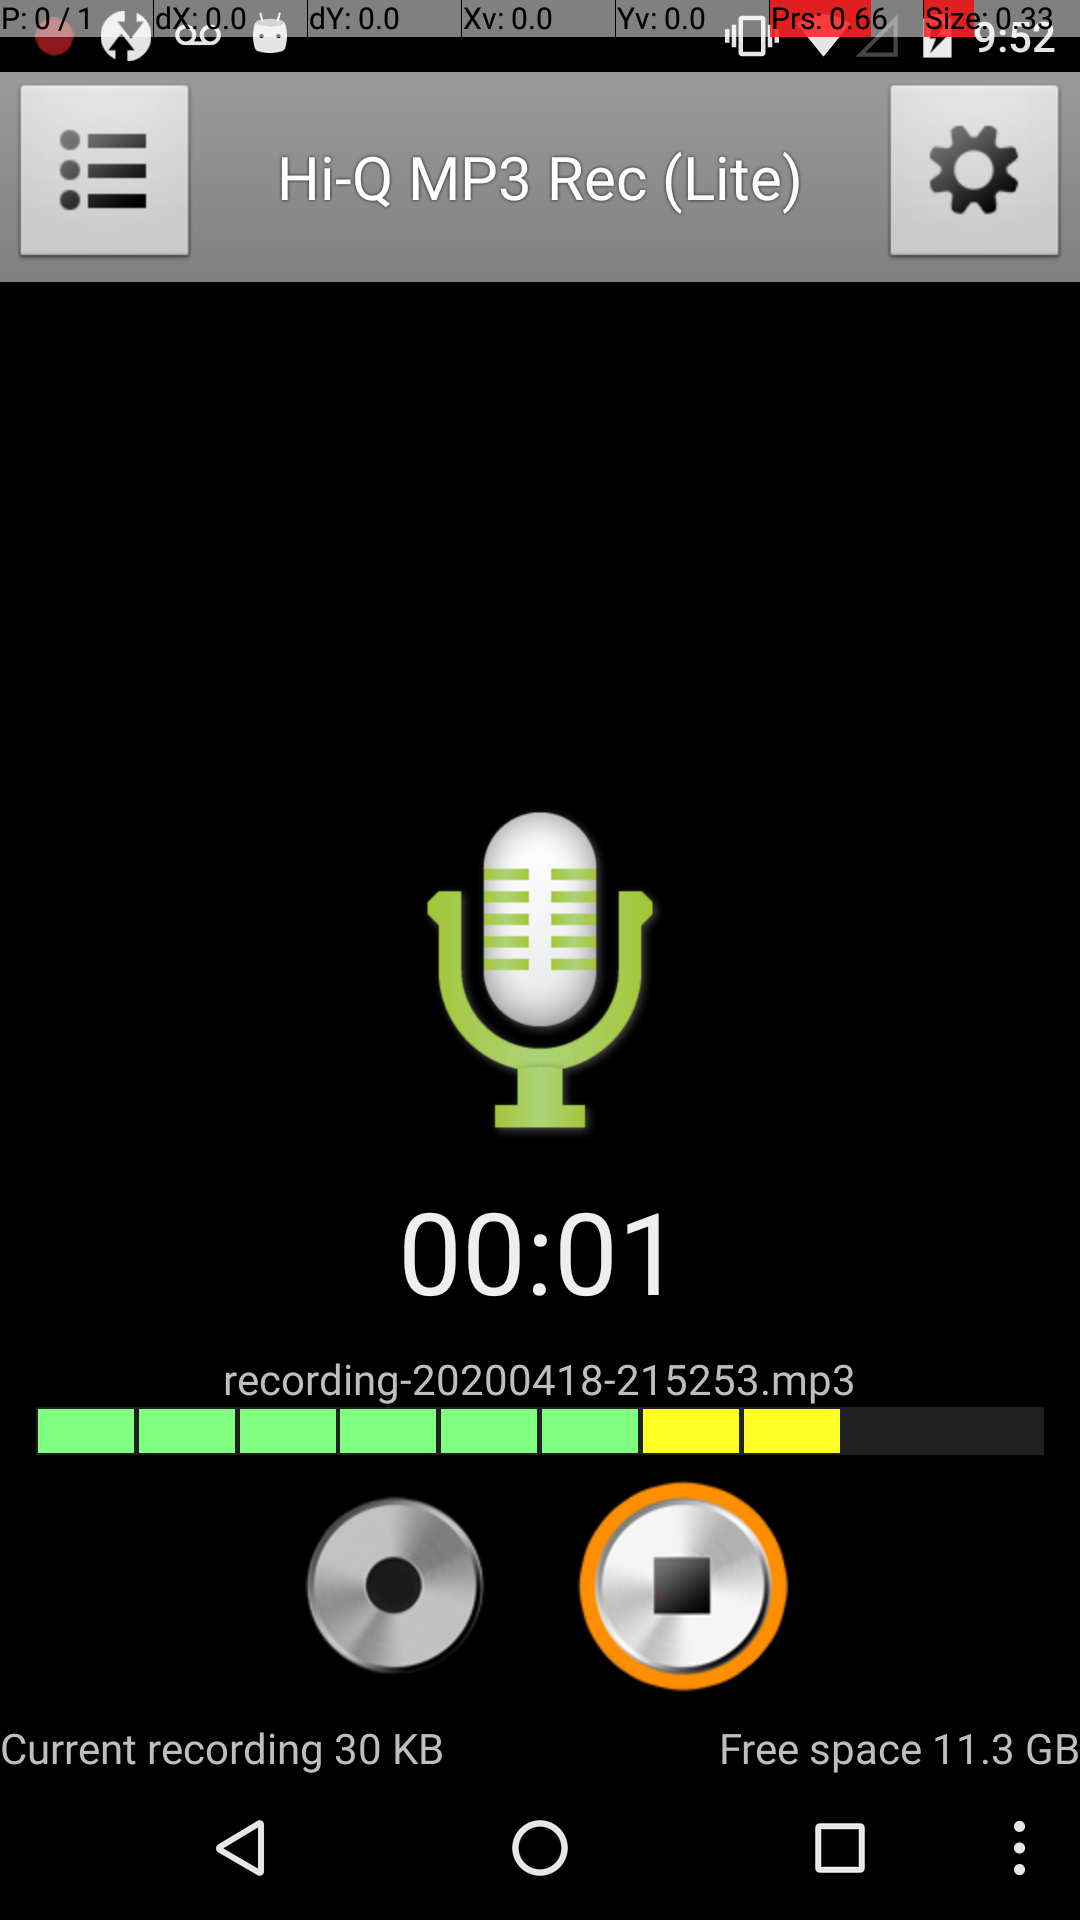 P: 0 / 1 dX: 0.0 dY: 0.0 Xv: 0.0 Yv: 0.0 Prs: 0.66 Size: 0.33
9:52
Hi-Q MP3 Rec (Lite)
00:01
recording-20200418-215253.mp3
Current recording 30 KB Free space 11.3 GB